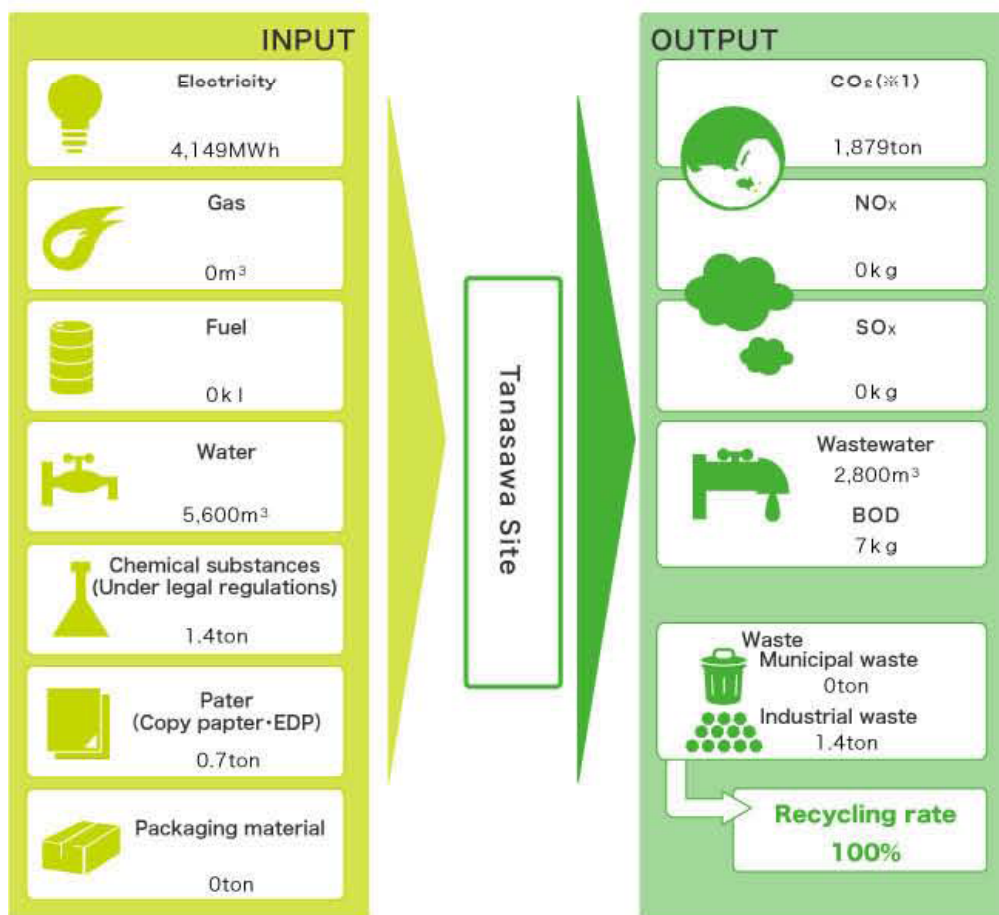 INPUT
Electricity
4,149MWh
Gas
0m³
Fuel
0kl
Water
5,600m³
Chemical substances
(Under legal regulations)
1.4ton
Pater
(Copy papter・EDP)
0.7ton
Packaging material
0ton
Tanasawa Site
OUTPUT
CO₂(※1)
1,879ton
NOx
0kg
SOx
0kg
Wastewater
2,800m³
BOD
7kg
Waste
Municipal waste
0ton
Industrial waste
1.4ton
Recycling rate
100%